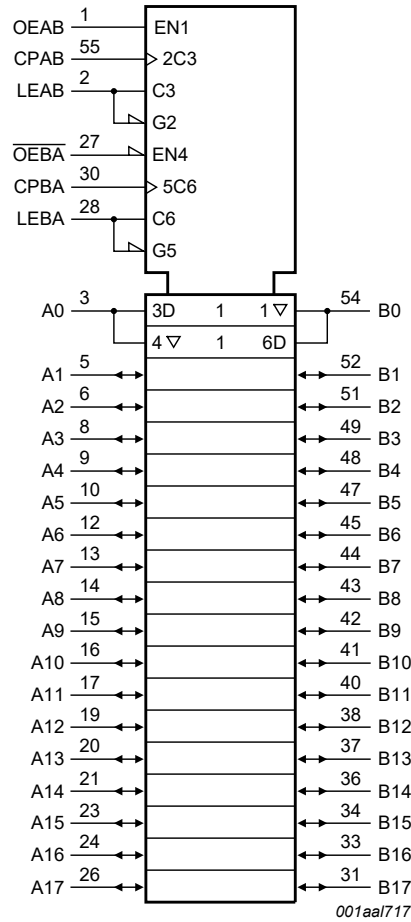 OEAB 1 EN1
CPAB 55 2C3
LEAB 2 C3
G2
OEBA 27 EN4
CPBA 30 5C6
LEBA 28 C6
G5
A0 3 3D 1 1 ▽ 54 B0
4 ▽ 1 6D
A1 5 52 B1
A2 6 51 B2
A3 8 49 B3
A4 9 48 B4
A5 10 47 B5
A6 12 45 B6
A7 13 44 B7
A8 14 43 B8
A9 15 42 B9
A10 16 41 B10
A11 17 40 B11
A12 19 38 B12
A13 20 37 B13
A14 21 36 B14
A15 23 34 B15
A16 24 33 B16
A17 26 31 B17
001aal717